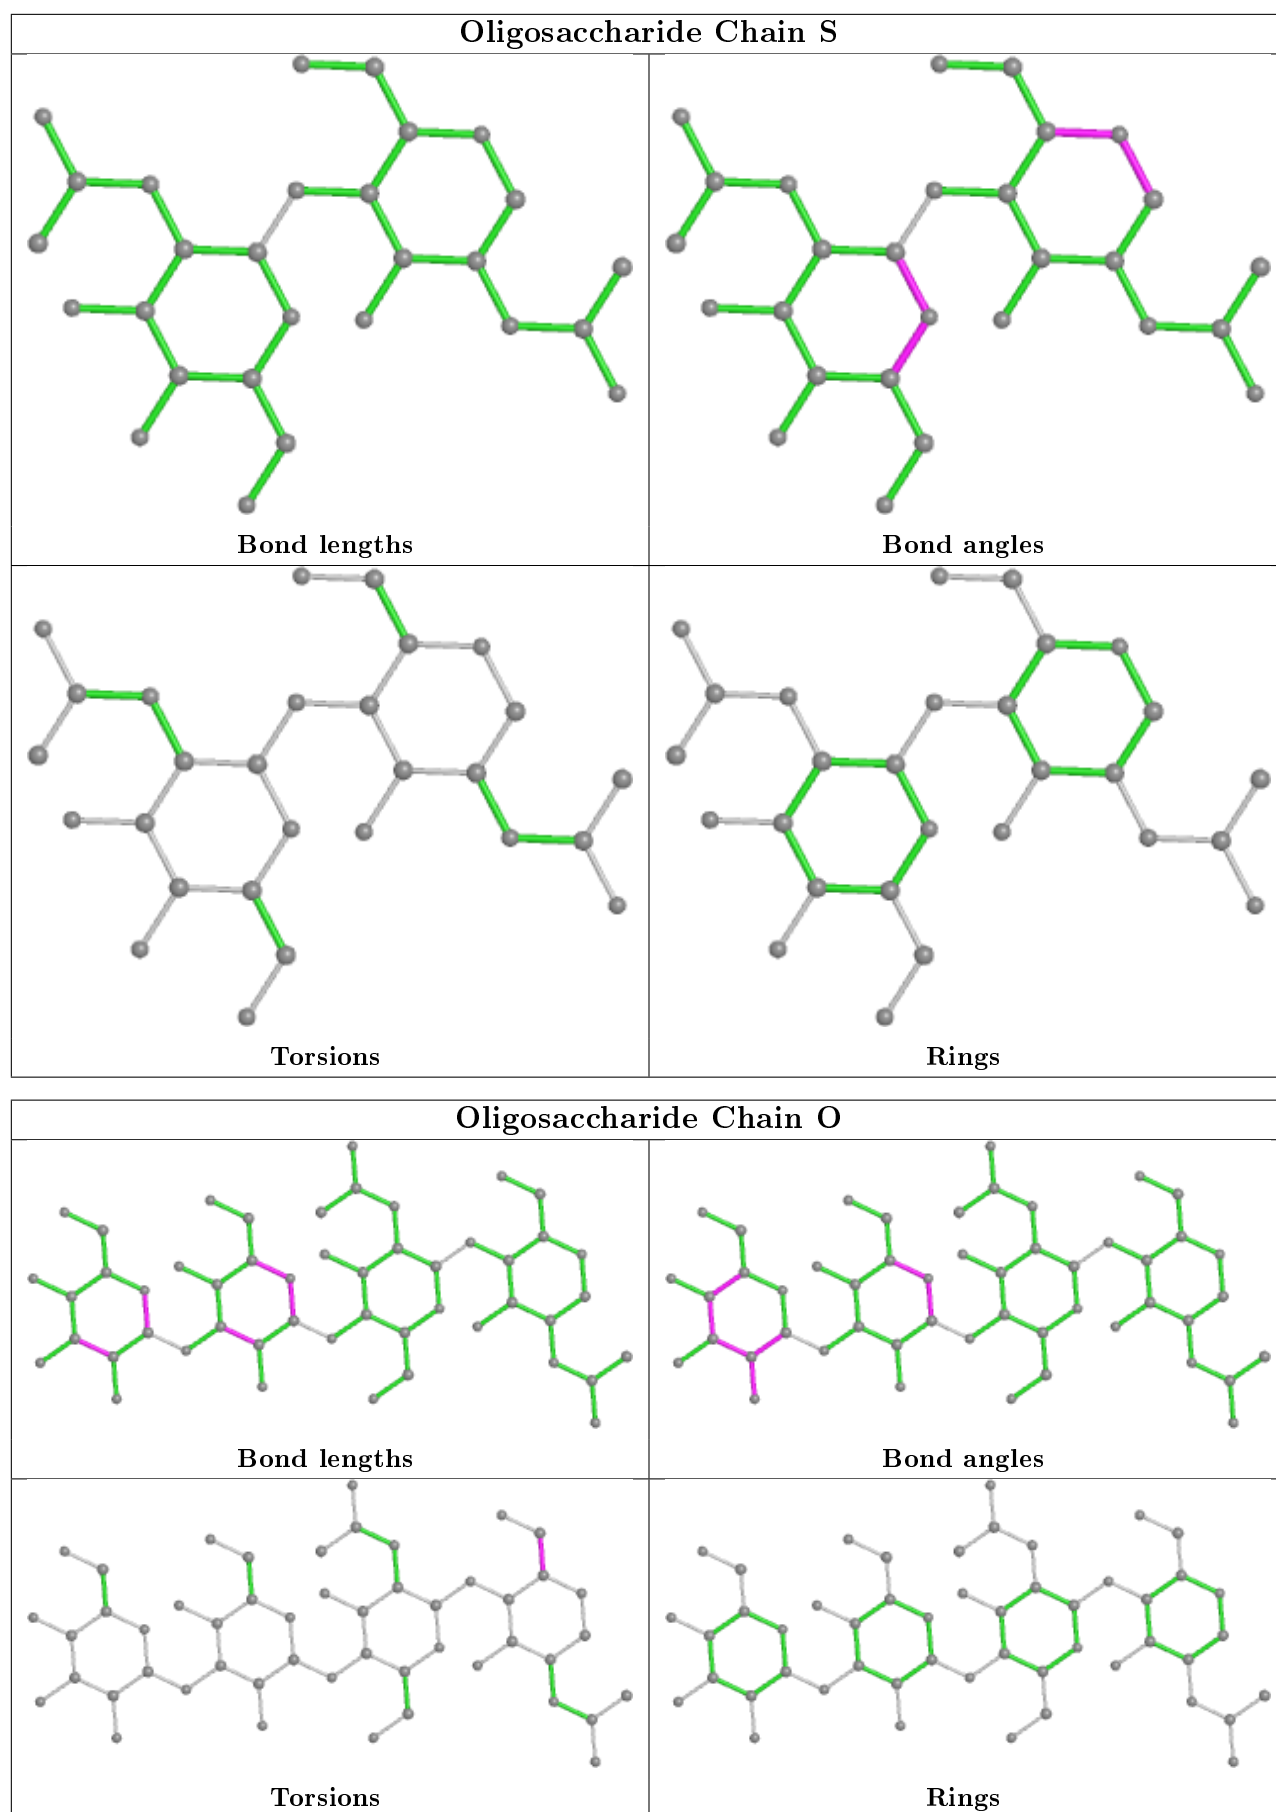 Oligosaccharide Chain S
Bond lengths
Bond angles
Torsions
Rings
Oligosaccharide Chain O
Bond lengths
Bond angles
Torsions
Rings